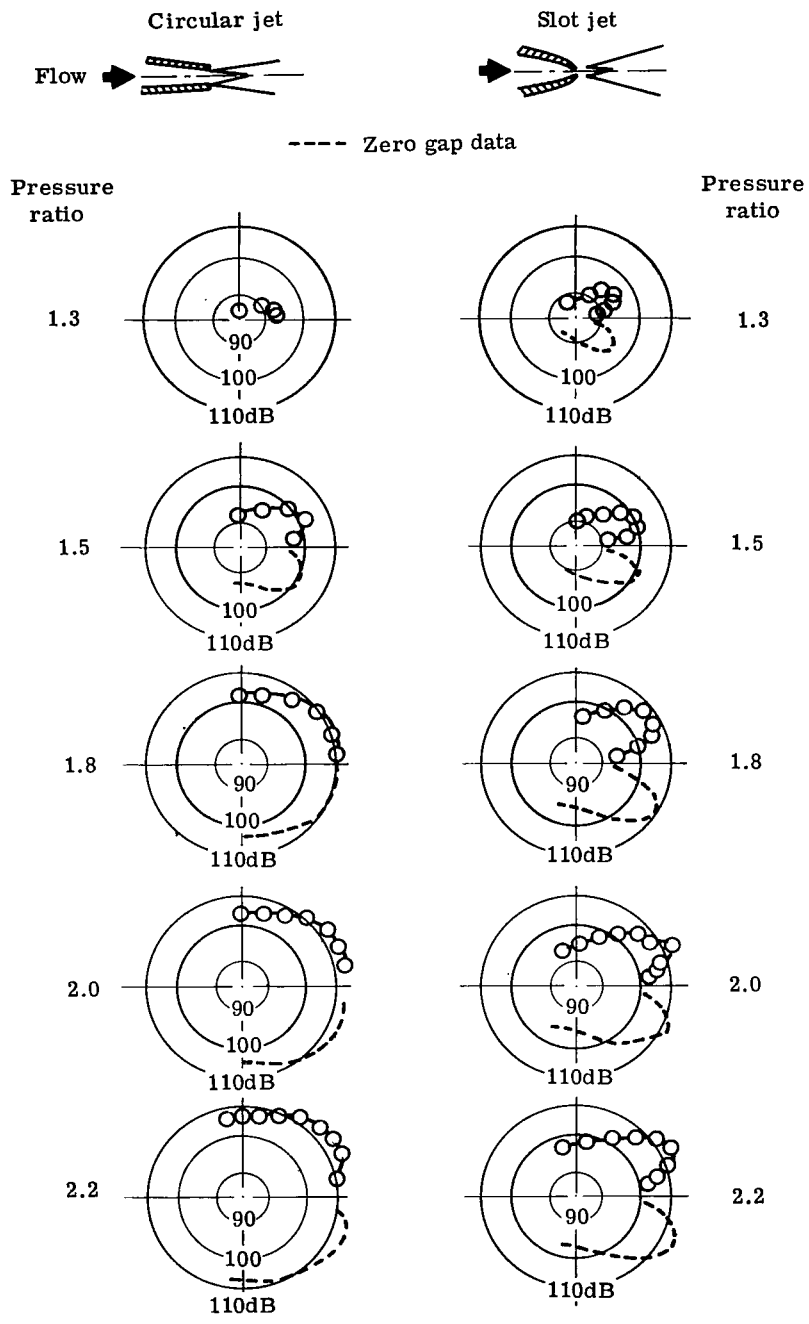 Circular jet
Slot jet
Flow
Zero gap data
Pressure
ratio
Pressure
ratio
1.3
90
100
110dB
100
110dB
1.3
1.5
100
110dB
100
110dB
1.5
1.8
90
100
110dB
90
110dB
1.8
2.0
90
100
110dB
90
110dB
2.0
2.2
90
100
110dB
90
110dB
2.2